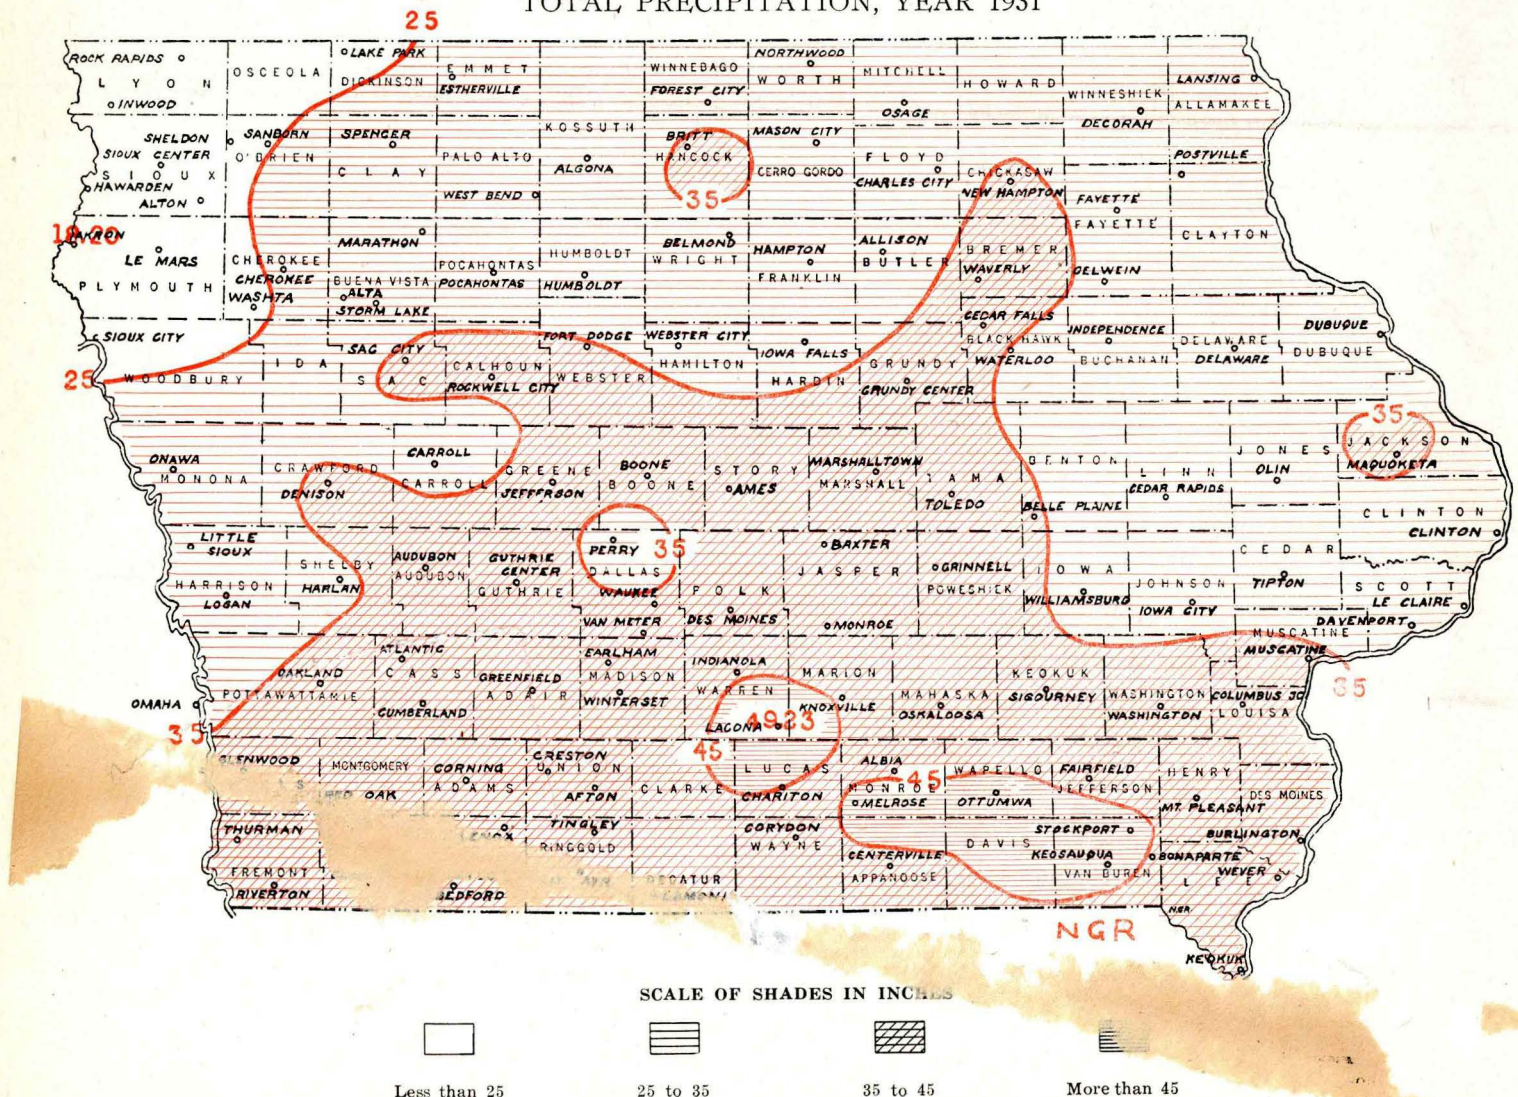 TOTAL PRECIPITATION, YEAR 1931
25
ROCK RAPIDS
LYON
INWOOD
OSCEOLA
LAKE PARK
DICKINSON
EMMET
ESTHERVILLE
WINNEBAGO
FOREST CITY
NORTHWOOD
WORTH
MITCHELL
OSAGE
HOWARD
WINNESHIEK
DECORAH
LANSING
ALLAMAKEE
SHELDON
SIOUX CENTER
SIOUX
HAWARDEN
ALTON
SANBORN
O'BRIEN
SPENCER
CLAY
PALO ALTO
WEST BEND
KOSSUTH
ALGONA
BRITT
HANCOCK
35
MASON CITY
CERRO GORDO
FLOYD
CHARLES CITY
CHICKASAW
NEW HAMPTON
FAYETTE
FAYETTE
POSTVILLE
CLAYTON
AKRON
LE MARS
PLYMOUTH
CHEROKEE
CHEROKEE
WASHTA
MARATHON
BUENA VISTA
ALTA
STORM LAKE
POCAHONTAS
POCAHONTAS
HUMBOLDT
HUMBOLDT
BELMOND
WRIGHT
HAMPTON
FRANKLIN
ALLISON
BUTLER
BREMER
WAVERLY
OELWEIN
SIOUX CITY
25
WOODBURY
IDA
SAC CITY
SAC
CALHOUN
ROCKWELL CITY
FORT DODGE
WEBSTER
WEBSTER CITY
HAMILTON
IOWA FALLS
HARDIN
GRUNDY
GRUNDY CENTER
CEDAR FALLS
BLACK HAWK
WATERLOO
INDEPENDENCE
BUCHANAN
DELAWARE
DELAWARE
DUBUQUE
DUBUQUE
ONAWA
MONONA
CRAWFORD
DENISON
CARROLL
CARROLL
GREENE
JEFFERSON
BOONE
BOONE
STORY
AMES
MARSHALLTOWN
MARSHALL
TAMA
TOLEDO
BENTON
BELLE PLAINE
LINN
CEDAR RAPIDS
JONES
OLIN
35
JACKSON
MAQUOKETA
CLINTON
CLINTON
LITTLE
SIOUX
HARRISON
LOGAN
SHELBY
HARLAN
AUDUBON
AUDUBON
GUTHRIE
CENTER
GUTHRIE
PERRY
35
DALLAS
WAUKEE
VAN METER
POLK
DES MOINES
BAXTER
JASPER
MONROE
GRINNELL
POWESHIEK
IOWA
WILLIAMSBURG
JOHNSON
IOWA CITY
CEDAR
TIPTON
SCOTT
LE CLAIRE
DAVENPORT
MUSCATINE
MUSCATINE
35
OMAHA
OAKLAND
POTTAWATTAMIE
35
ATLANTIC
CASS
CUMBERLAND
GREENFIELD
ADAIR
EARLHAM
MADISON
WINTERSET
INDIANOLA
WARREN
LACONA
MARION
KNOXVILLE
MAHASKA
OSKALOOSA
KEOKUK
SIGOURNEY
WASHINGTON
WASHINGTON
COLUMBUS JC
LOUISA
GLENWOOD
MONTGOMERY
RED OAK
CORNING
ADAMS
CRESTON
UNION
AFTON
CLARKE
45
LUCAS
CHARITON
ALBIA
MONROE
MELROSE
45
WAPELLO
OTTUMWA
FAIRFIELD
JEFFERSON
HENRY
MT. PLEASANT
DES MOINES
BURLINGTON
THURMAN
FREMONT
RIVERTON
LENOX
BEDFORD
TINGLEY
RINGGOLD
DECATUR
CORYDON
WAYNE
CENTERVILLE
APPANOOSE
DAVIS
STOCKPORT
KEOSAUQUA
VAN BUREN
BONAPARTE
WEVER
LEE
NGR
NGR
KEOKUK
SCALE OF SHADES IN INCHES
Less than 25
25 to 35
35 to 45
More than 45